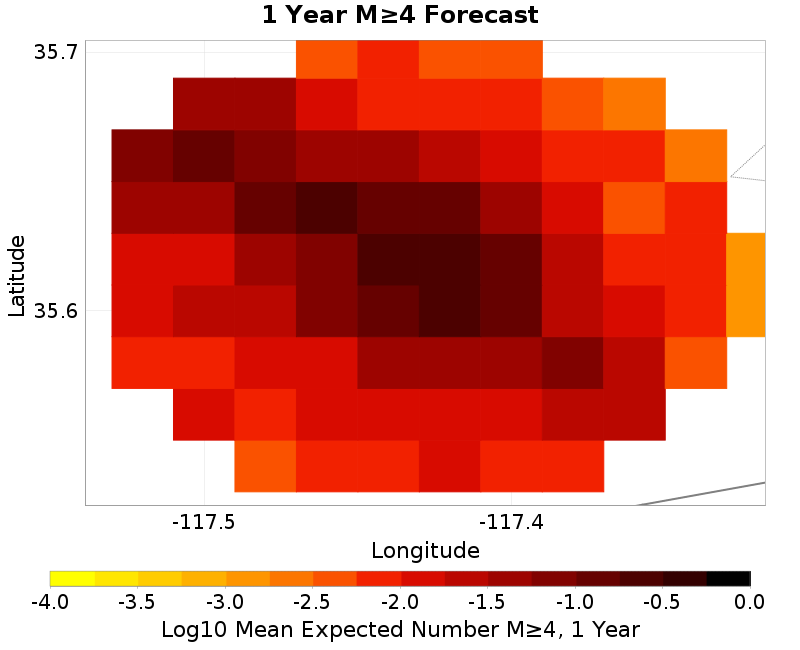 1 Year M≥4 Forecast
35.7
35.6
Latitude
-117.5 -117.4
Longitude
-4.0 -3.5 -3.0 -2.5 -2.0 -1.5 -1.0 -0.5 0.0
Log10 Mean Expected Number M≥4, 1 Year